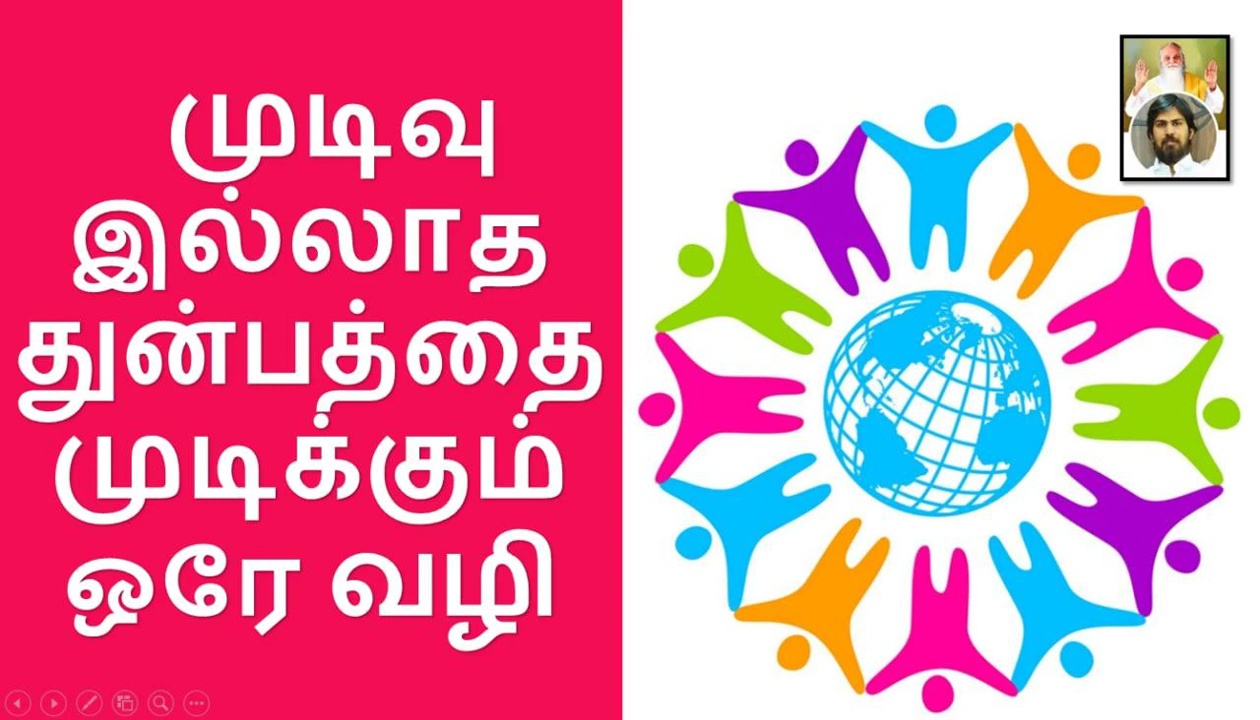 முடிவு
இல்லாத
துன்பத்தை
முடிக்கும்
ஒரே வழி